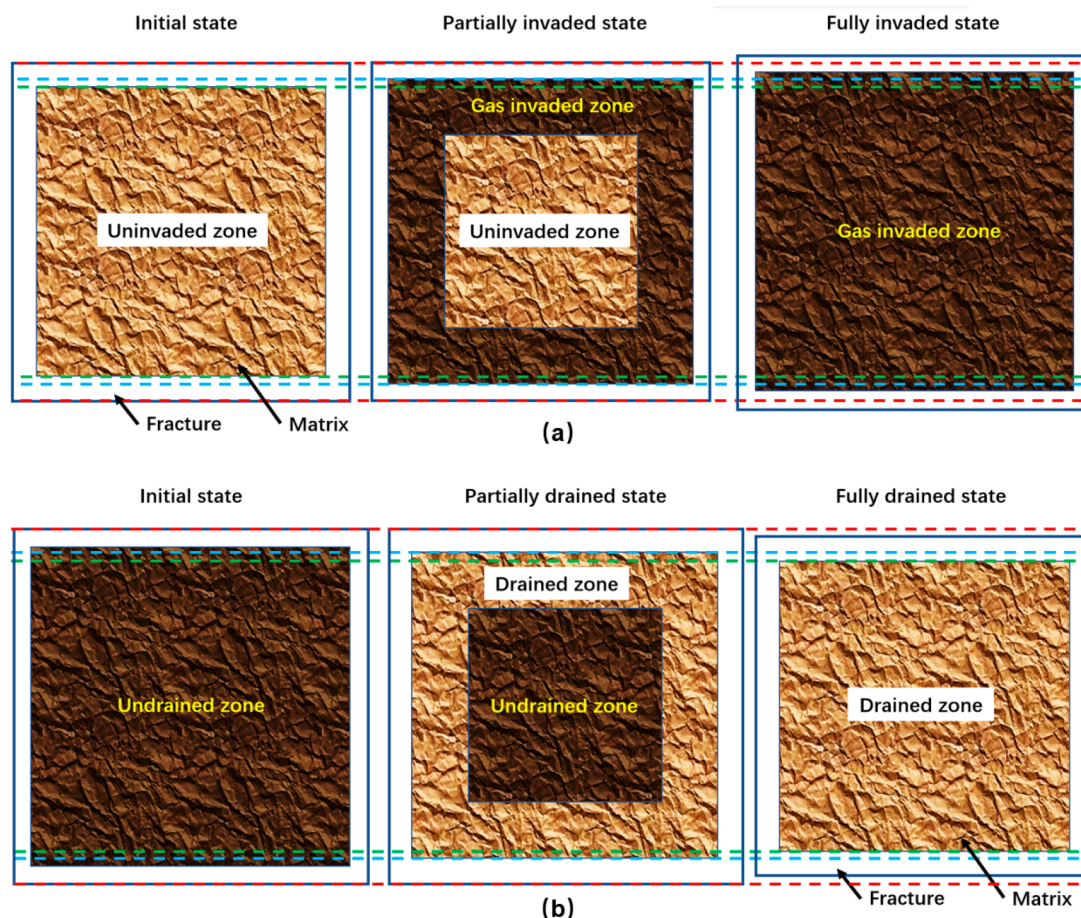 Initial state
Partially invaded state
Fully invaded state
Gas invaded zone
Uninvaded zone
Uninvaded zone
Gas invaded zone
Fracture
Matrix
(a)
Initial state
Partially drained state
Fully drained state
Drained zone
Undrained zone
Undrained zone
Drained zone
Fracture
Matrix
(b)